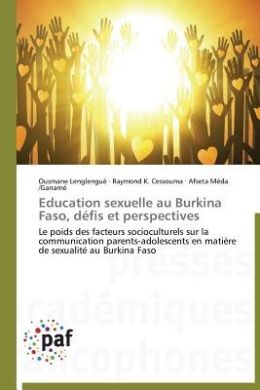 Ousmane Lenglengué · Raymond K. Cessouma · Afseta Méda
/Ganamé
Education sexuelle au Burkina
Faso, défis et perspectives
Le poids des facteurs socioculturels sur la
communication parents-adolescents en matière
de sexualité au Burkina Faso
presses
académiques
francophones
paf